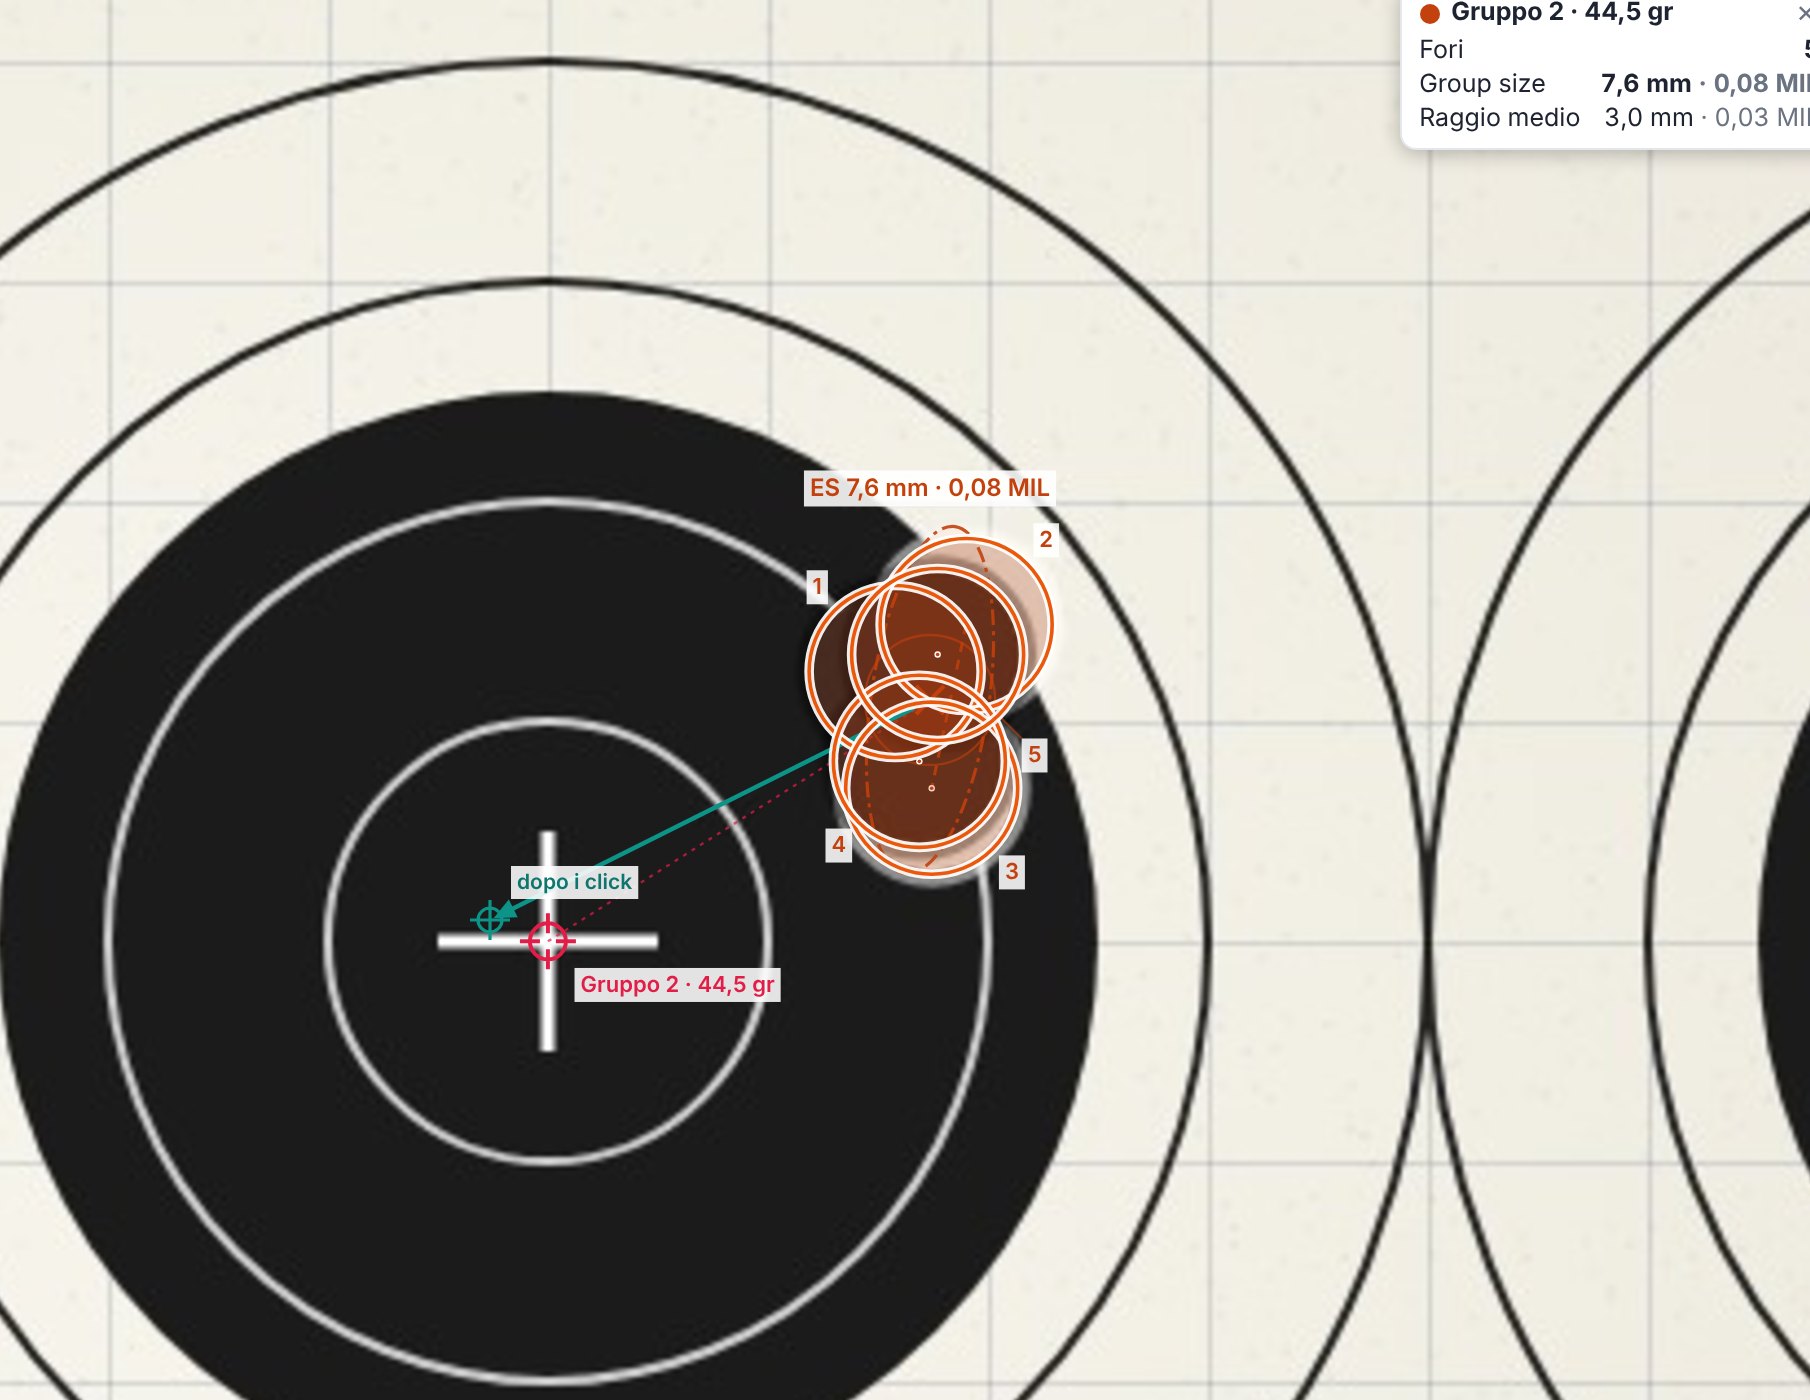 Gruppo 2 · 44,5 gr ×
Fori 5
Group size 7,6 mm · 0,08 MIL
Raggio medio 3,0 mm · 0,03 MIL
ES 7,6 mm · 0,08 MIL
2
1
5
4
3
dopo i click
Gruppo 2 · 44,5 gr